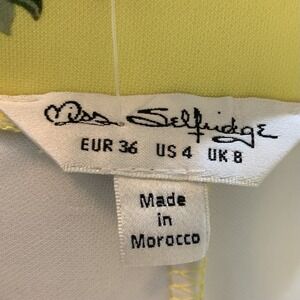 Miss Selfridge
EUR 36 US 4 UK 8
Made
in
Morocco